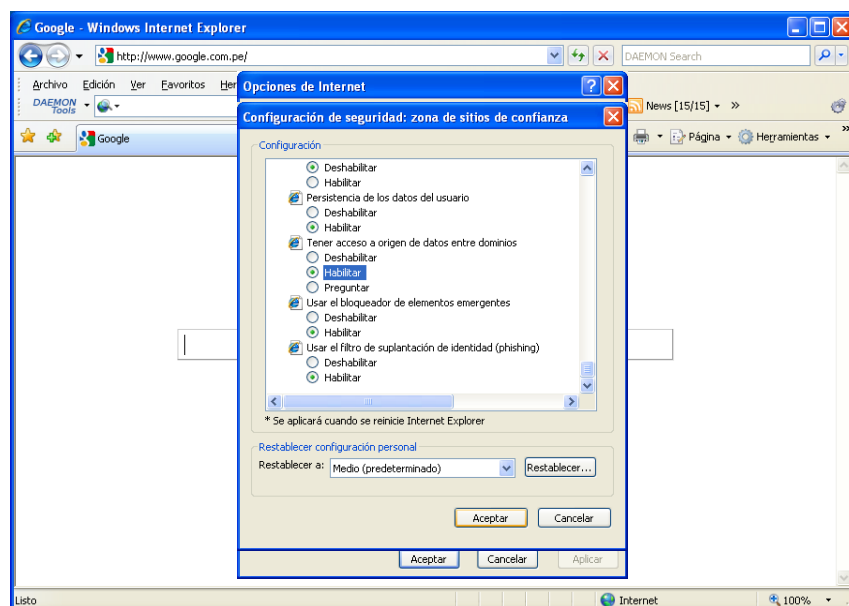 Google - Windows Internet Explorer
http://www.google.com.pe/
DAEMON Search
Archivo Edición Ver Favoritos Her
DAEMON Tools
News [15/15]
»
Google
Página Herramientas »
Opciones de Internet
Configuración de seguridad: zona de sitios de confianza
Configuración
Deshabilitar
Habilitar
Persistencia de los datos del usuario
Deshabilitar
Habilitar
Tener acceso a origen de datos entre dominios
Deshabilitar
Habilitar
Preguntar
Usar el bloqueador de elementos emergentes
Deshabilitar
Habilitar
Usar el filtro de suplantación de identidad (phishing)
Deshabilitar
Habilitar
* Se aplicará cuando se reinicie Internet Explorer
Restablecer configuración personal
Restablecer a: Medio (predeterminado) Restablecer...
Aceptar Cancelar
Aceptar Cancelar Aplicar
Listo Internet 100%